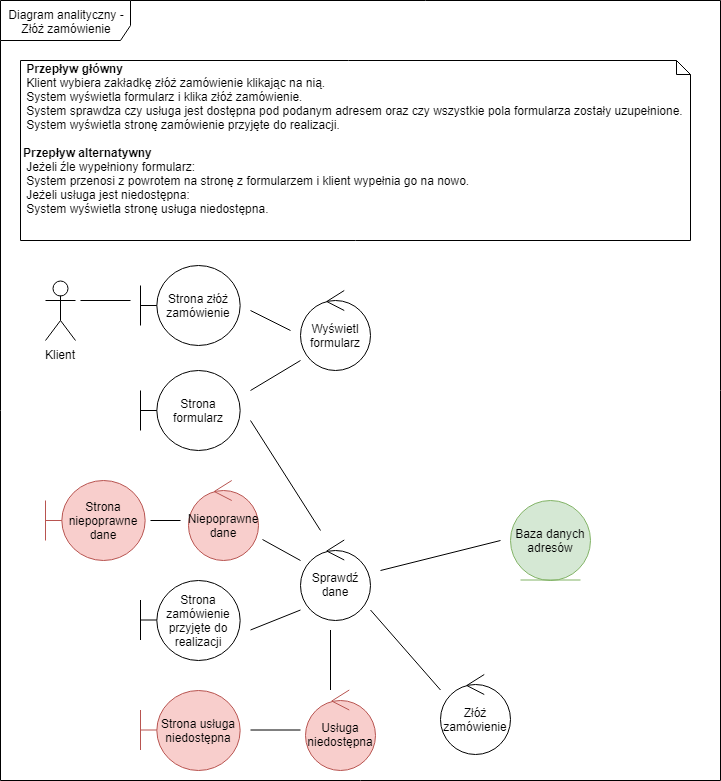 Diagram analityczny -
Złóż zamówienie
Przepływ główny
Klient wybiera zakładkę złóż zamówienie klikając na nią.
System wyświetla formularz i klika złóż zamówienie.
System sprawdza czy usługa jest dostępna pod podanym adresem oraz czy wszystkie pola formularza zostały uzupełnione.
System wyświetla stronę zamówienie przyjęte do realizacji.
Przepływ alternatywny
Jeżeli źle wypełniony formularz:
System przenosi z powrotem na stronę z formularzem i klient wypełnia go na nowo.
Jeżeli usługa jest niedostępna:
System wyświetla stronę usługa niedostępna.
Klient
Strona złóż
zamówienie
Wyświetl
formularz
Strona
formularz
Strona
niepoprawne
dane
Niepoprawne
dane
Baza danych
adresów
Sprawdź
dane
Strona
zamówienie
przyjęte do
realizacji
Strona usługa
niedostępna
Usługa
niedostępna
Złóż
zamówienie